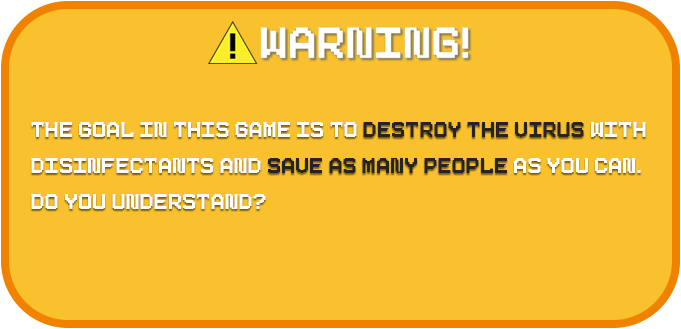 WARNING!
THE GOAL IN THIS GAME IS TO DESTROY THE VIRUS WITH
DISINFECTANTS AND SAVE AS MANY PEOPLE AS YOU CAN.
DO YOU UNDERSTAND?